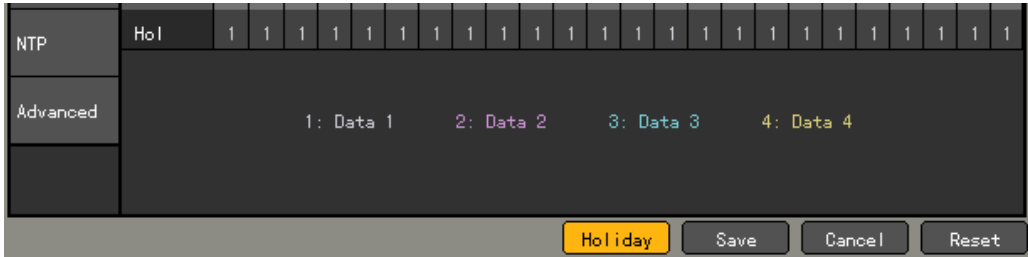 NTP
Hol 1 1 1 1 1 1 1 1 1 1 1 1 1 1 1 1 1 1 1 1 1 1 1 1
Advanced
1: Data 1 2: Data 2 3: Data 3 4: Data 4
Holiday Save Cancel Reset